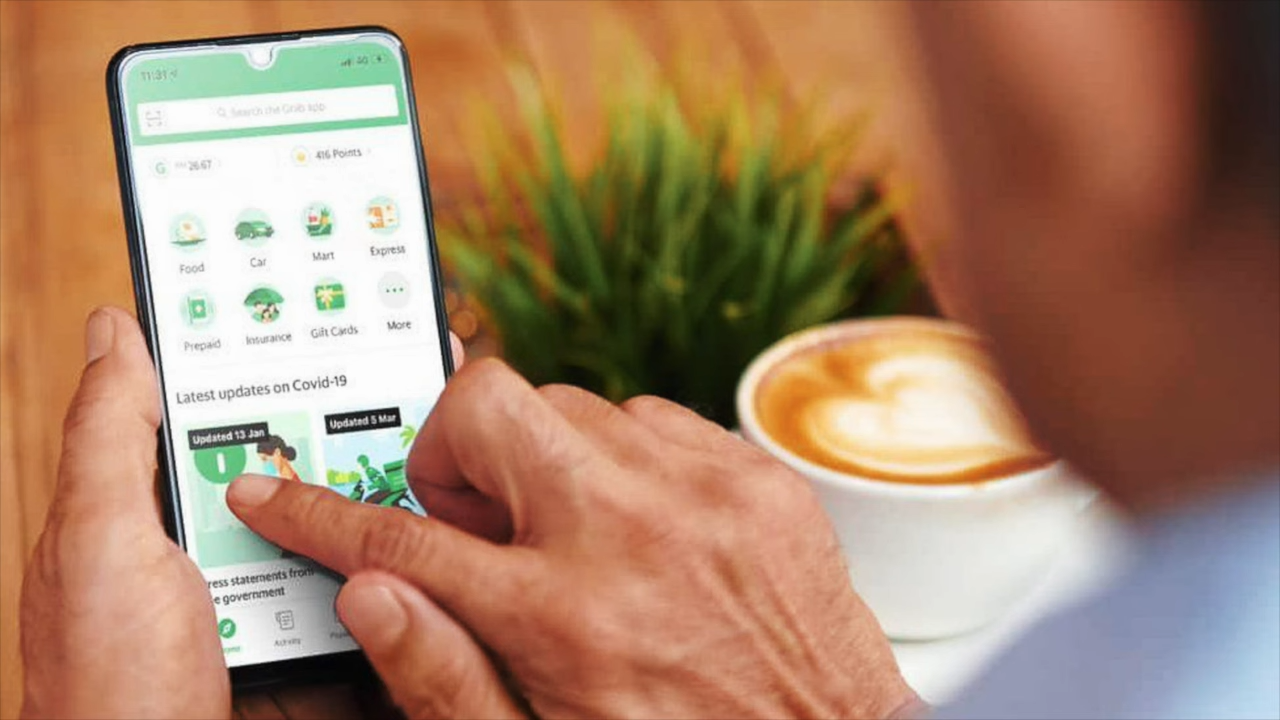 11:31
4G
Search the Grab app
G
26.67
416 Points
Food
Car
Mart
Express
Prepaid
Insurance
Gift Cards
More
Latest updates on Covid-19
Updated 13 Jan
Updated 5 Mar
ress statements from
e government
Activity